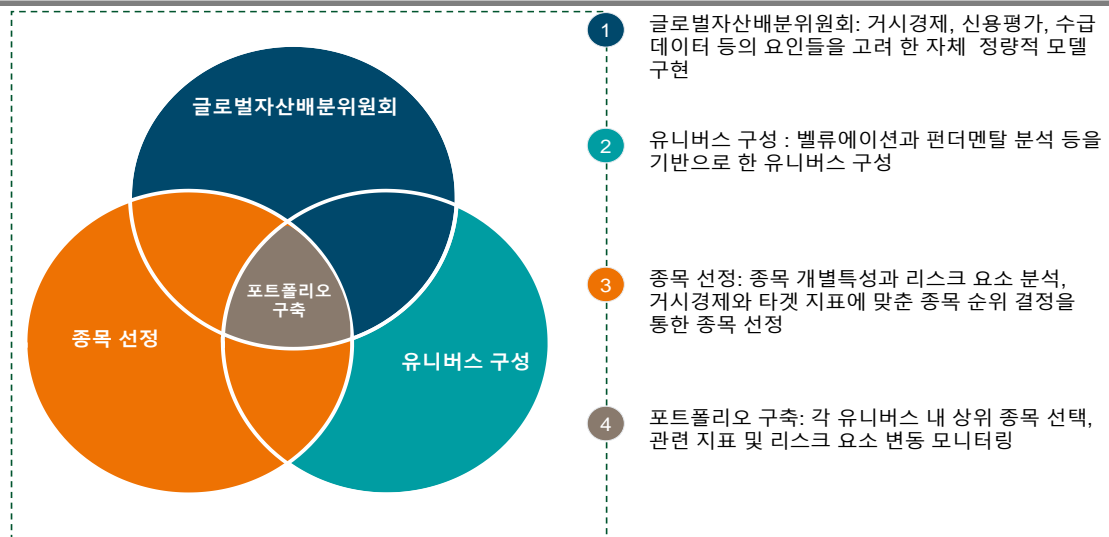 글로벌자산배분위원회
포트폴리오
구축
종목 선정
유니버스 구성
1
글로벌자산배분위원회: 거시경제, 신용평가, 수급
데이터 등의 요인들을 고려 한 자체 정량적 모델
구현
2
유니버스 구성 : 벨류에이션과 펀더멘탈 분석 등을
기반으로 한 유니버스 구성
3
종목 선정: 종목 개별특성과 리스크 요소 분석,
거시경제와 타겟 지표에 맞춘 종목 순위 결정을
통한 종목 선정
4
포트폴리오 구축: 각 유니버스 내 상위 종목 선택,
관련 지표 및 리스크 요소 변동 모니터링